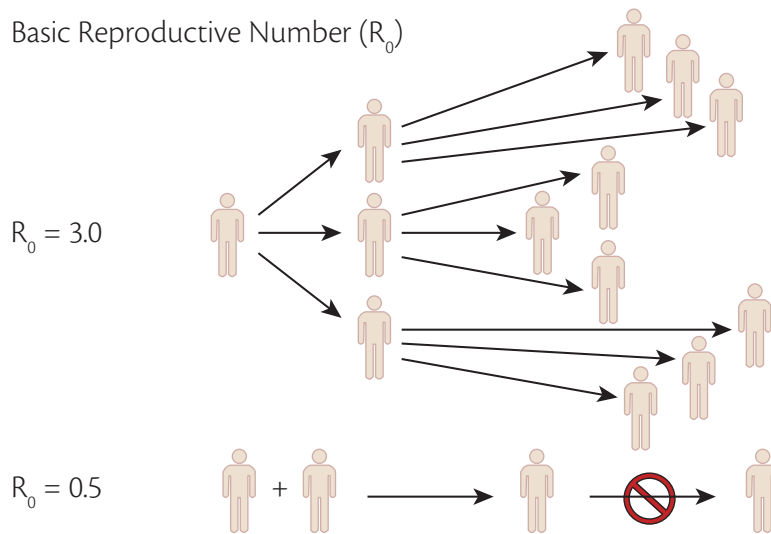 Basic Reproductive Number (R₀)
R₀ = 3.0
R₀ = 0.5
+